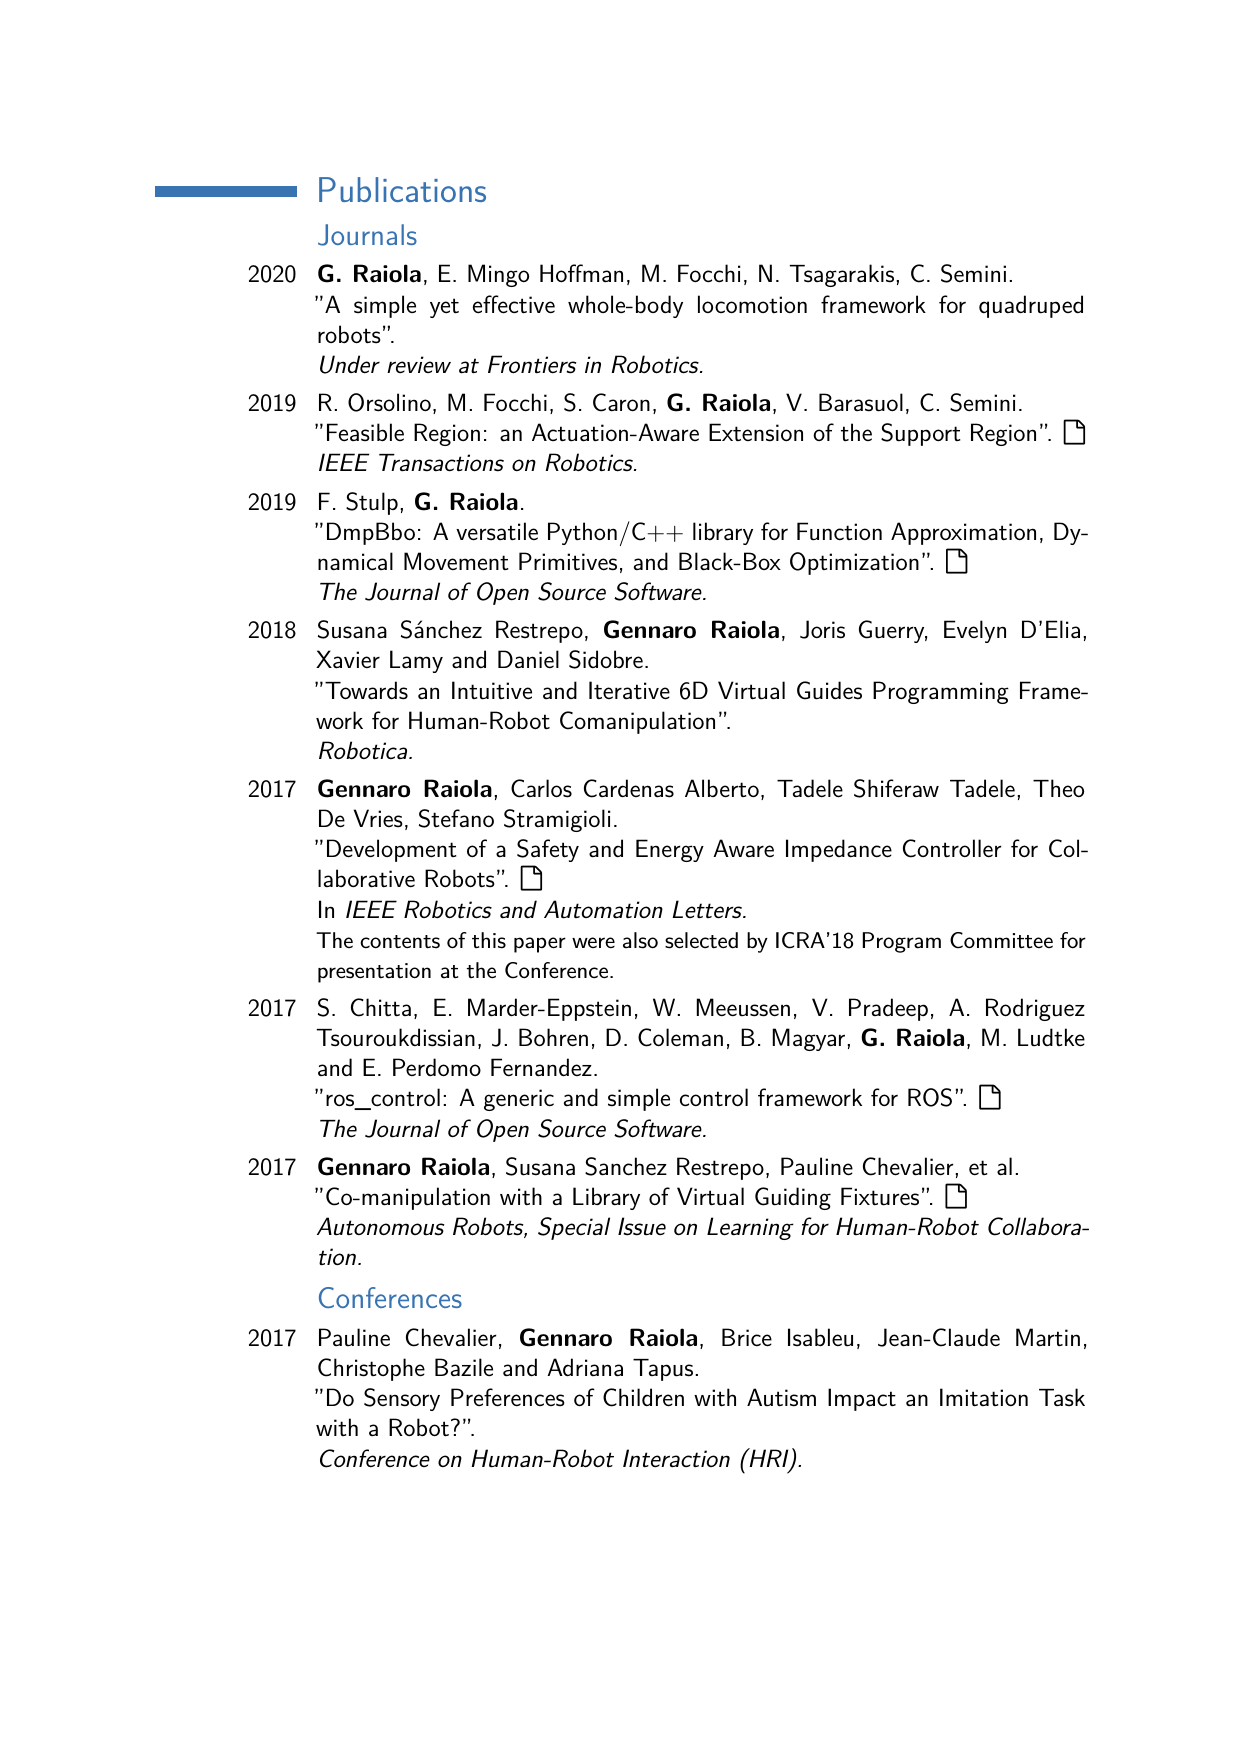 Publications
Journals
2020 G. Raiola, E. Mingo Hoffman, M. Focchi, N. Tsagarakis, C. Semini.
"A simple yet effective whole-body locomotion framework for quadruped
robots".
Under review at Frontiers in Robotics.
2019 R. Orsolino, M. Focchi, S. Caron, G. Raiola, V. Barasuol, C. Semini.
"Feasible Region: an Actuation-Aware Extension of the Support Region".
IEEE Transactions on Robotics.
2019 F. Stulp, G. Raiola.
"DmpBbo: A versatile Python/C++ library for Function Approximation, Dy-
namical Movement Primitives, and Black-Box Optimization".
The Journal of Open Source Software.
2018 Susana Sánchez Restrepo, Gennaro Raiola, Joris Guerry, Evelyn D'Elia,
Xavier Lamy and Daniel Sidobre.
"Towards an Intuitive and Iterative 6D Virtual Guides Programming Frame-
work for Human-Robot Comanipulation".
Robotica.
2017 Gennaro Raiola, Carlos Cardenas Alberto, Tadele Shiferaw Tadele, Theo
De Vries, Stefano Stramigioli.
"Development of a Safety and Energy Aware Impedance Controller for Col-
laborative Robots".
In IEEE Robotics and Automation Letters.
The contents of this paper were also selected by ICRA'18 Program Committee for
presentation at the Conference.
2017 S. Chitta, E. Marder-Eppstein, W. Meeussen, V. Pradeep, A. Rodriguez
Tsouroukdissian, J. Bohren, D. Coleman, B. Magyar, G. Raiola, M. Ludtke
and E. Perdomo Fernandez.
"ros_control: A generic and simple control framework for ROS".
The Journal of Open Source Software.
2017 Gennaro Raiola, Susana Sanchez Restrepo, Pauline Chevalier, et al.
"Co-manipulation with a Library of Virtual Guiding Fixtures".
Autonomous Robots, Special Issue on Learning for Human-Robot Collabora-
tion.
Conferences
2017 Pauline Chevalier, Gennaro Raiola, Brice Isableu, Jean-Claude Martin,
Christophe Bazile and Adriana Tapus.
"Do Sensory Preferences of Children with Autism Impact an Imitation Task
with a Robot?".
Conference on Human-Robot Interaction (HRI).